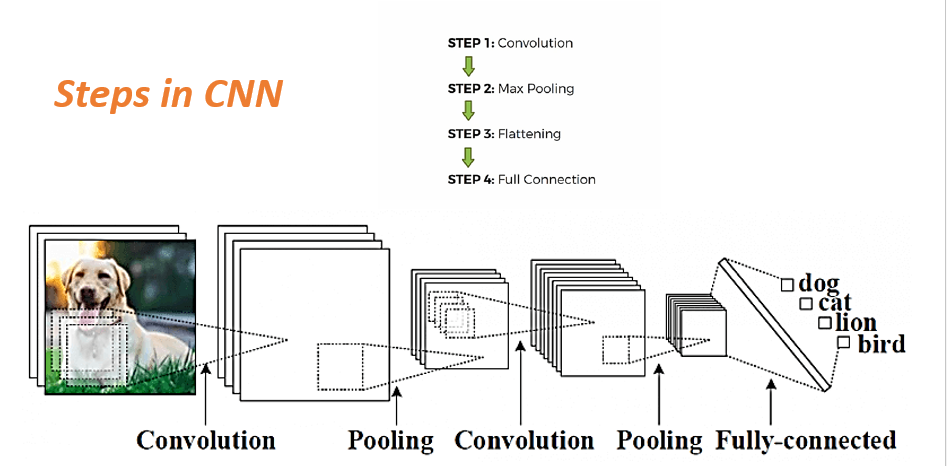 Steps in CNN
STEP 1: Convolution
STEP 2: Max Pooling
STEP 3: Flattening
STEP 4: Full Connection
dog
cat
lion
bird
Convolution
Pooling
Convolution
Pooling
Fully-connected